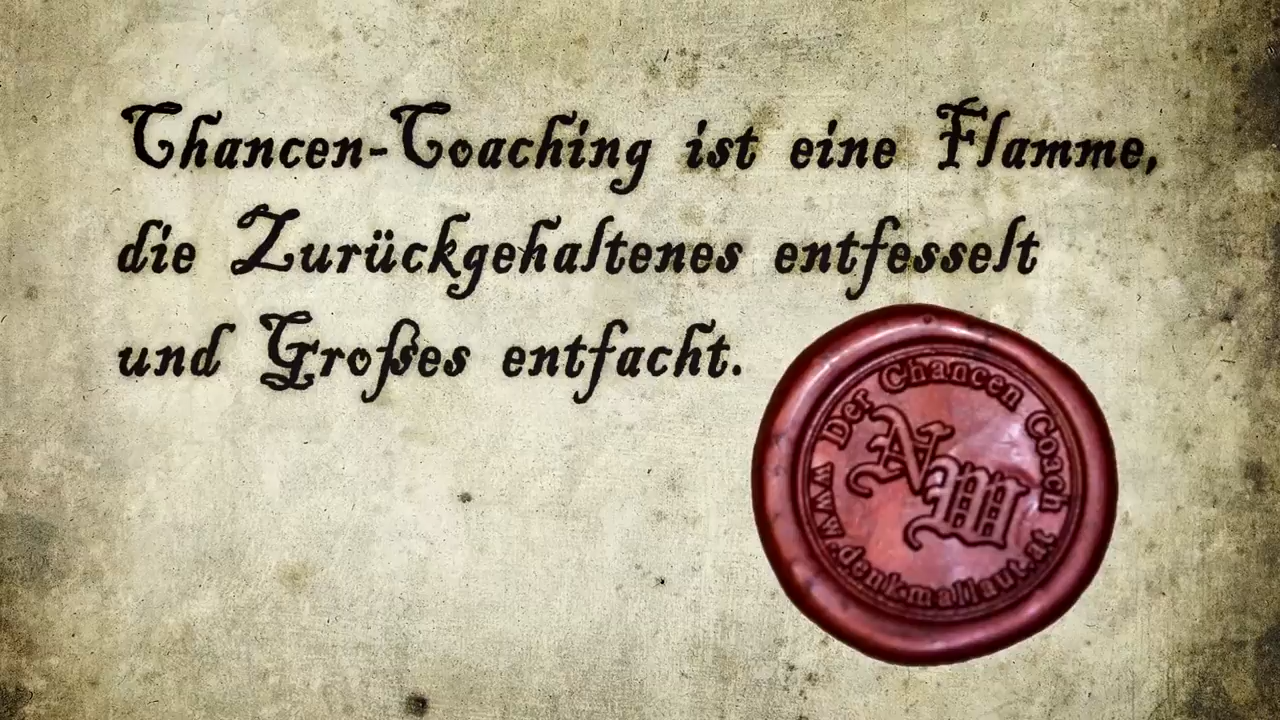 Chancen-Coaching ist eine Flamme,
die Zurückgehaltenes entfesselt
und Großes entfacht.
Der Chancen Coach
NW
www.denkmallaut.at